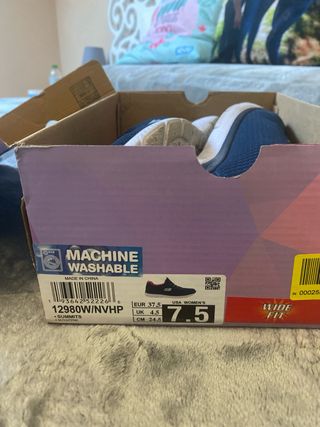 MACHINE
WASHABLE
MADE IN CHINA
12980W/NVHP
• SUMMITS
EUR 37.5
UK 4.5
CM 24.5
USA WOMEN'S
7.5
WIDE
FIT